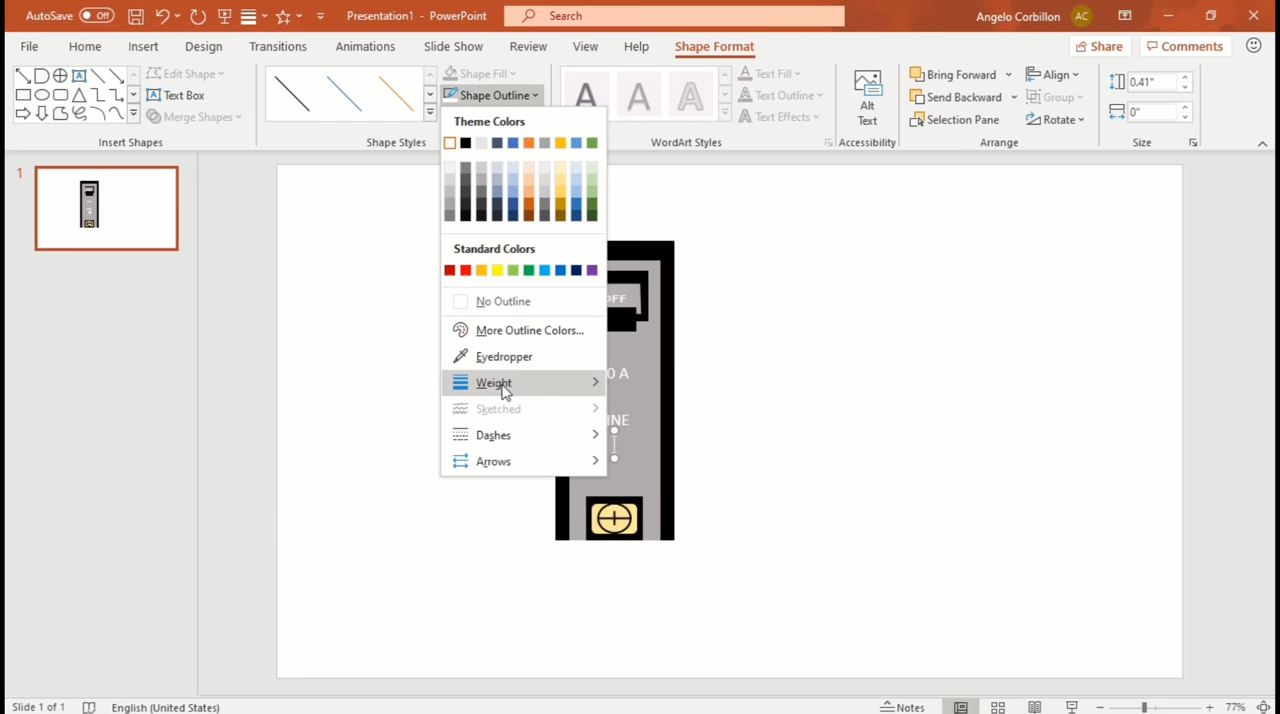 AutoSave Off Presentation1 - PowerPoint Search Angelo Corbillon AC
File Home Insert Design Transitions Animations Slide Show Review View Help Shape Format Share Comments
Edit Shape
Text Box
Merge Shapes
Insert Shapes
Shape Fill
Shape Outline
Shape Styles
A A A
Text Fill
Text Outline
Text Effects
WordArt Styles
Alt
Text
Accessibility
Bring Forward
Send Backward
Selection Pane
Align
Group
Rotate
Arrange
0.41"
0"
Size
Theme Colors
Standard Colors
No Outline
More Outline Colors...
Eyedropper
Weight
Sketched
Dashes
Arrows
1
OFF
0 A
INE
Slide 1 of 1 English (United States) Notes 77%